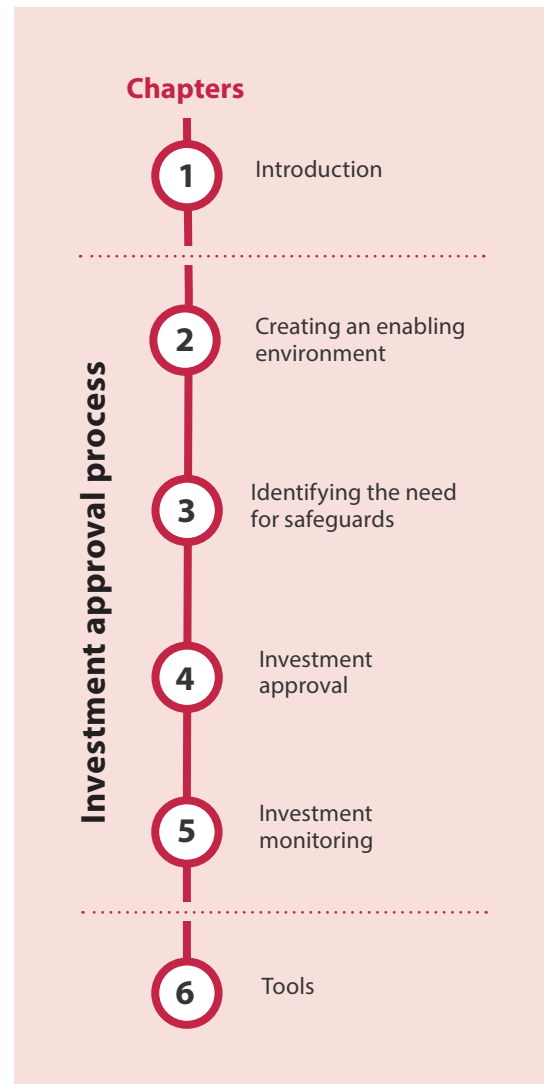 Chapters
1
Introduction
Investment approval process
2
Creating an enabling
environment
3
Identifying the need
for safeguards
4
Investment
approval
5
Investment
monitoring
6
Tools